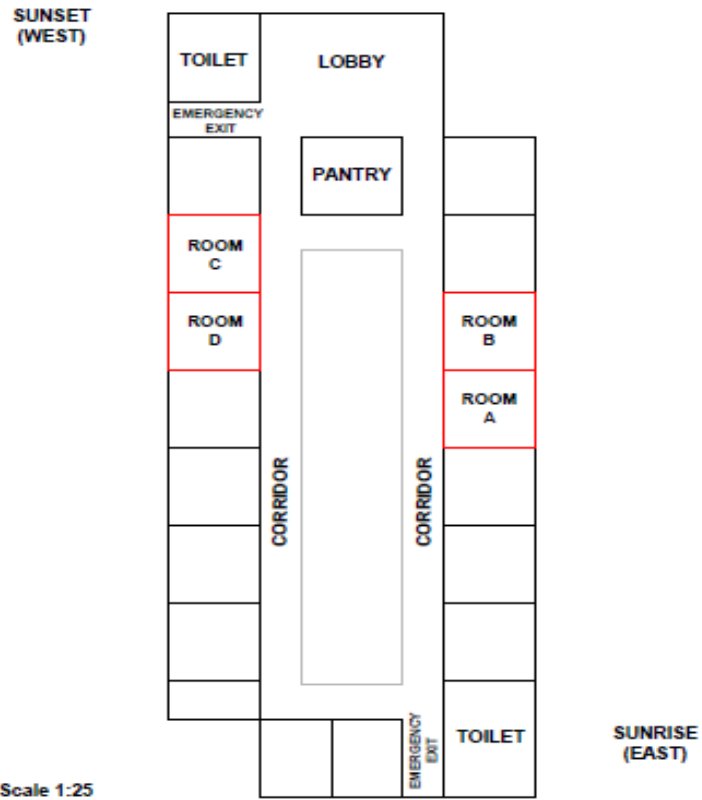 SUNSET
(WEST)
TOILET
LOBBY
EMERGENCY
EXIT
PANTRY
ROOM
C
ROOM
D
ROOM
B
ROOM
A
CORRIDOR
CORRIDOR
EMERGENCY
EXIT
TOILET
SUNRISE
(EAST)
Scale 1:25